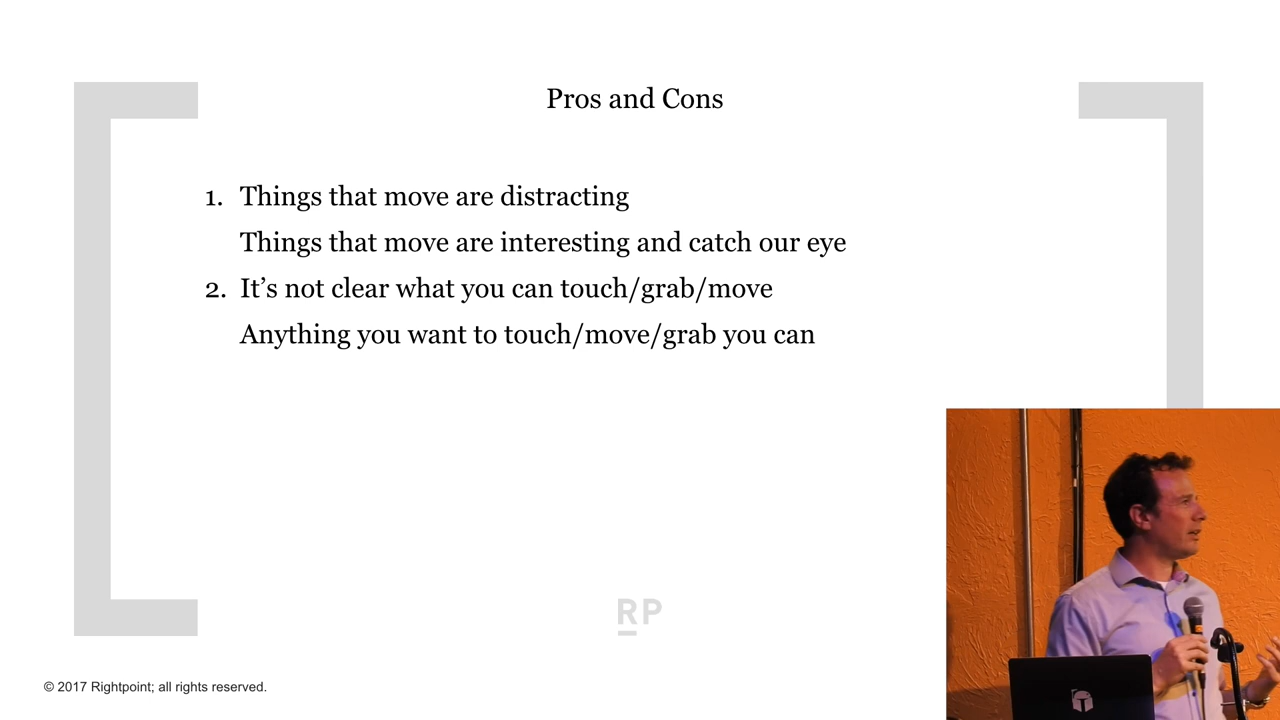 Pros and Cons
1. Things that move are distracting
Things that move are interesting and catch our eye
2. It’s not clear what you can touch/grab/move
Anything you want to touch/move/grab you can
RP
© 2017 Rightpoint; all rights reserved.